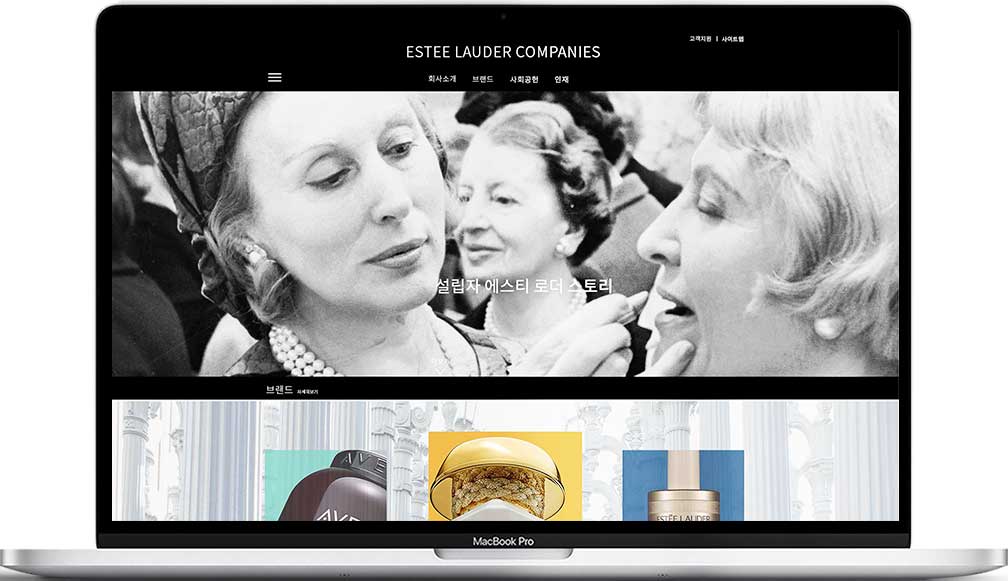 고객지원 | 사이트맵
ESTEE LAUDER COMPANIES
회사소개 브랜드 사회공헌 인재
설립자 에스티 로더 스토리
브랜드 자세히보기
AVE
AVE
ESTĒE LAUDER
MacBook Pro